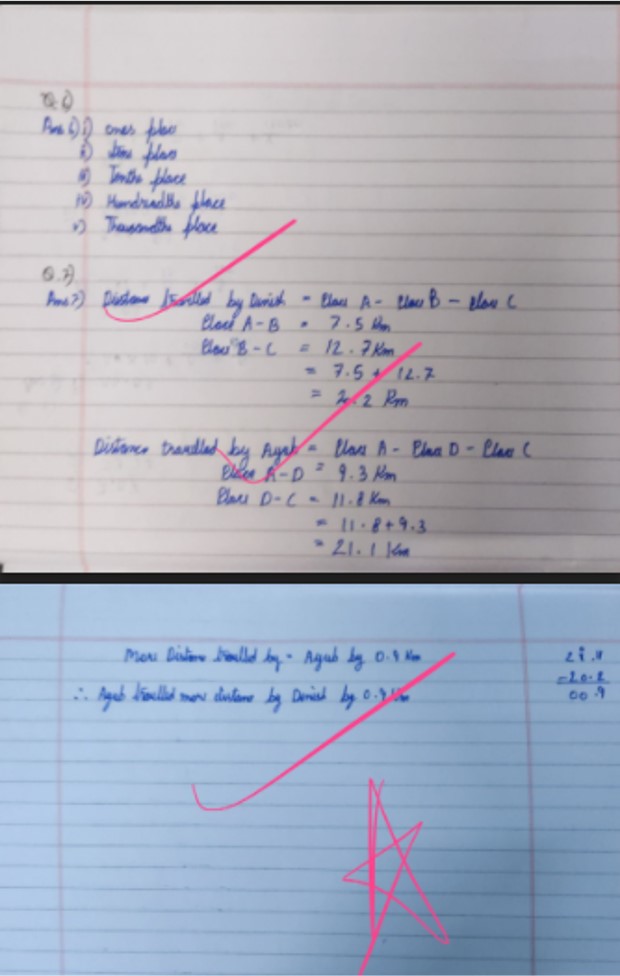 Q.6)
Ans.6) i) ones place
ii) tens place
iii) Tenths place
iv) Hundredths place
v) Thousandths place
Q.7)
Ans.7) Distance travelled by Danish = Place A - Place B - Place C
Place A-B = 7.5 Km
Place B-C = 12.7 Km
= 7.5 + 12.7
= 20.2 Km
Distance travelled by Ayub = Place A - Place D - Place C
Place A-D = 9.3 Km
Place D-C = 11.8 Km
= 11.8 + 9.3
= 21.1 Km
More Distance travelled by - Ayub by 0.9 Km
21.1
-20.2
00.9
∴ Ayub travelled more distance by Danish by 0.9 Km